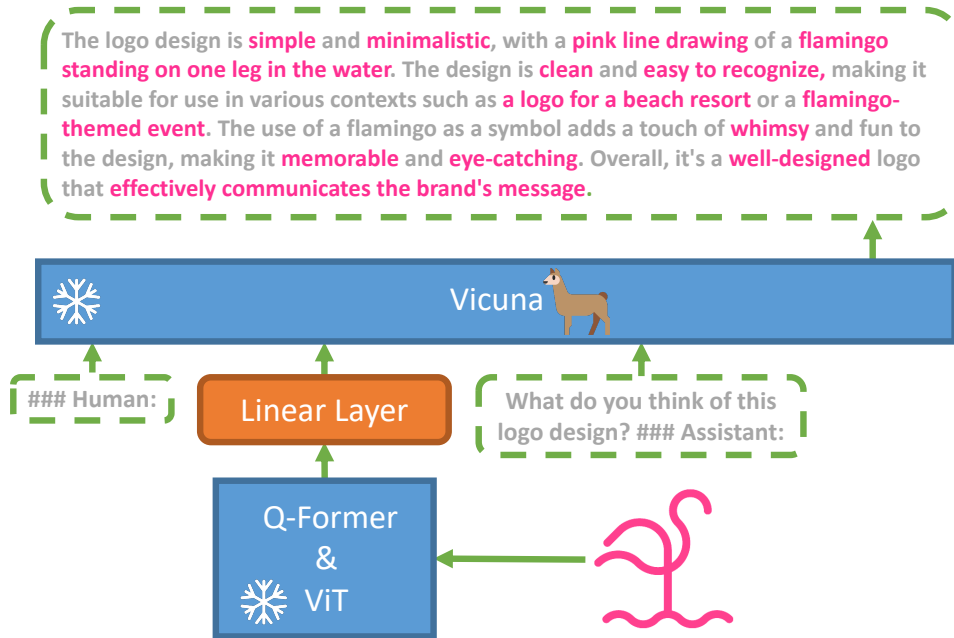 The logo design is simple and minimalistic, with a pink line drawing of a flamingo
standing on one leg in the water. The design is clean and easy to recognize, making it
suitable for use in various contexts such as a logo for a beach resort or a flamingo-
themed event. The use of a flamingo as a symbol adds a touch of whimsy and fun to
the design, making it memorable and eye-catching. Overall, it's a well-designed logo
that effectively communicates the brand's message.
Vicuna
### Human:
Linear Layer
What do you think of this
logo design? ### Assistant:
Q-Former
&
ViT